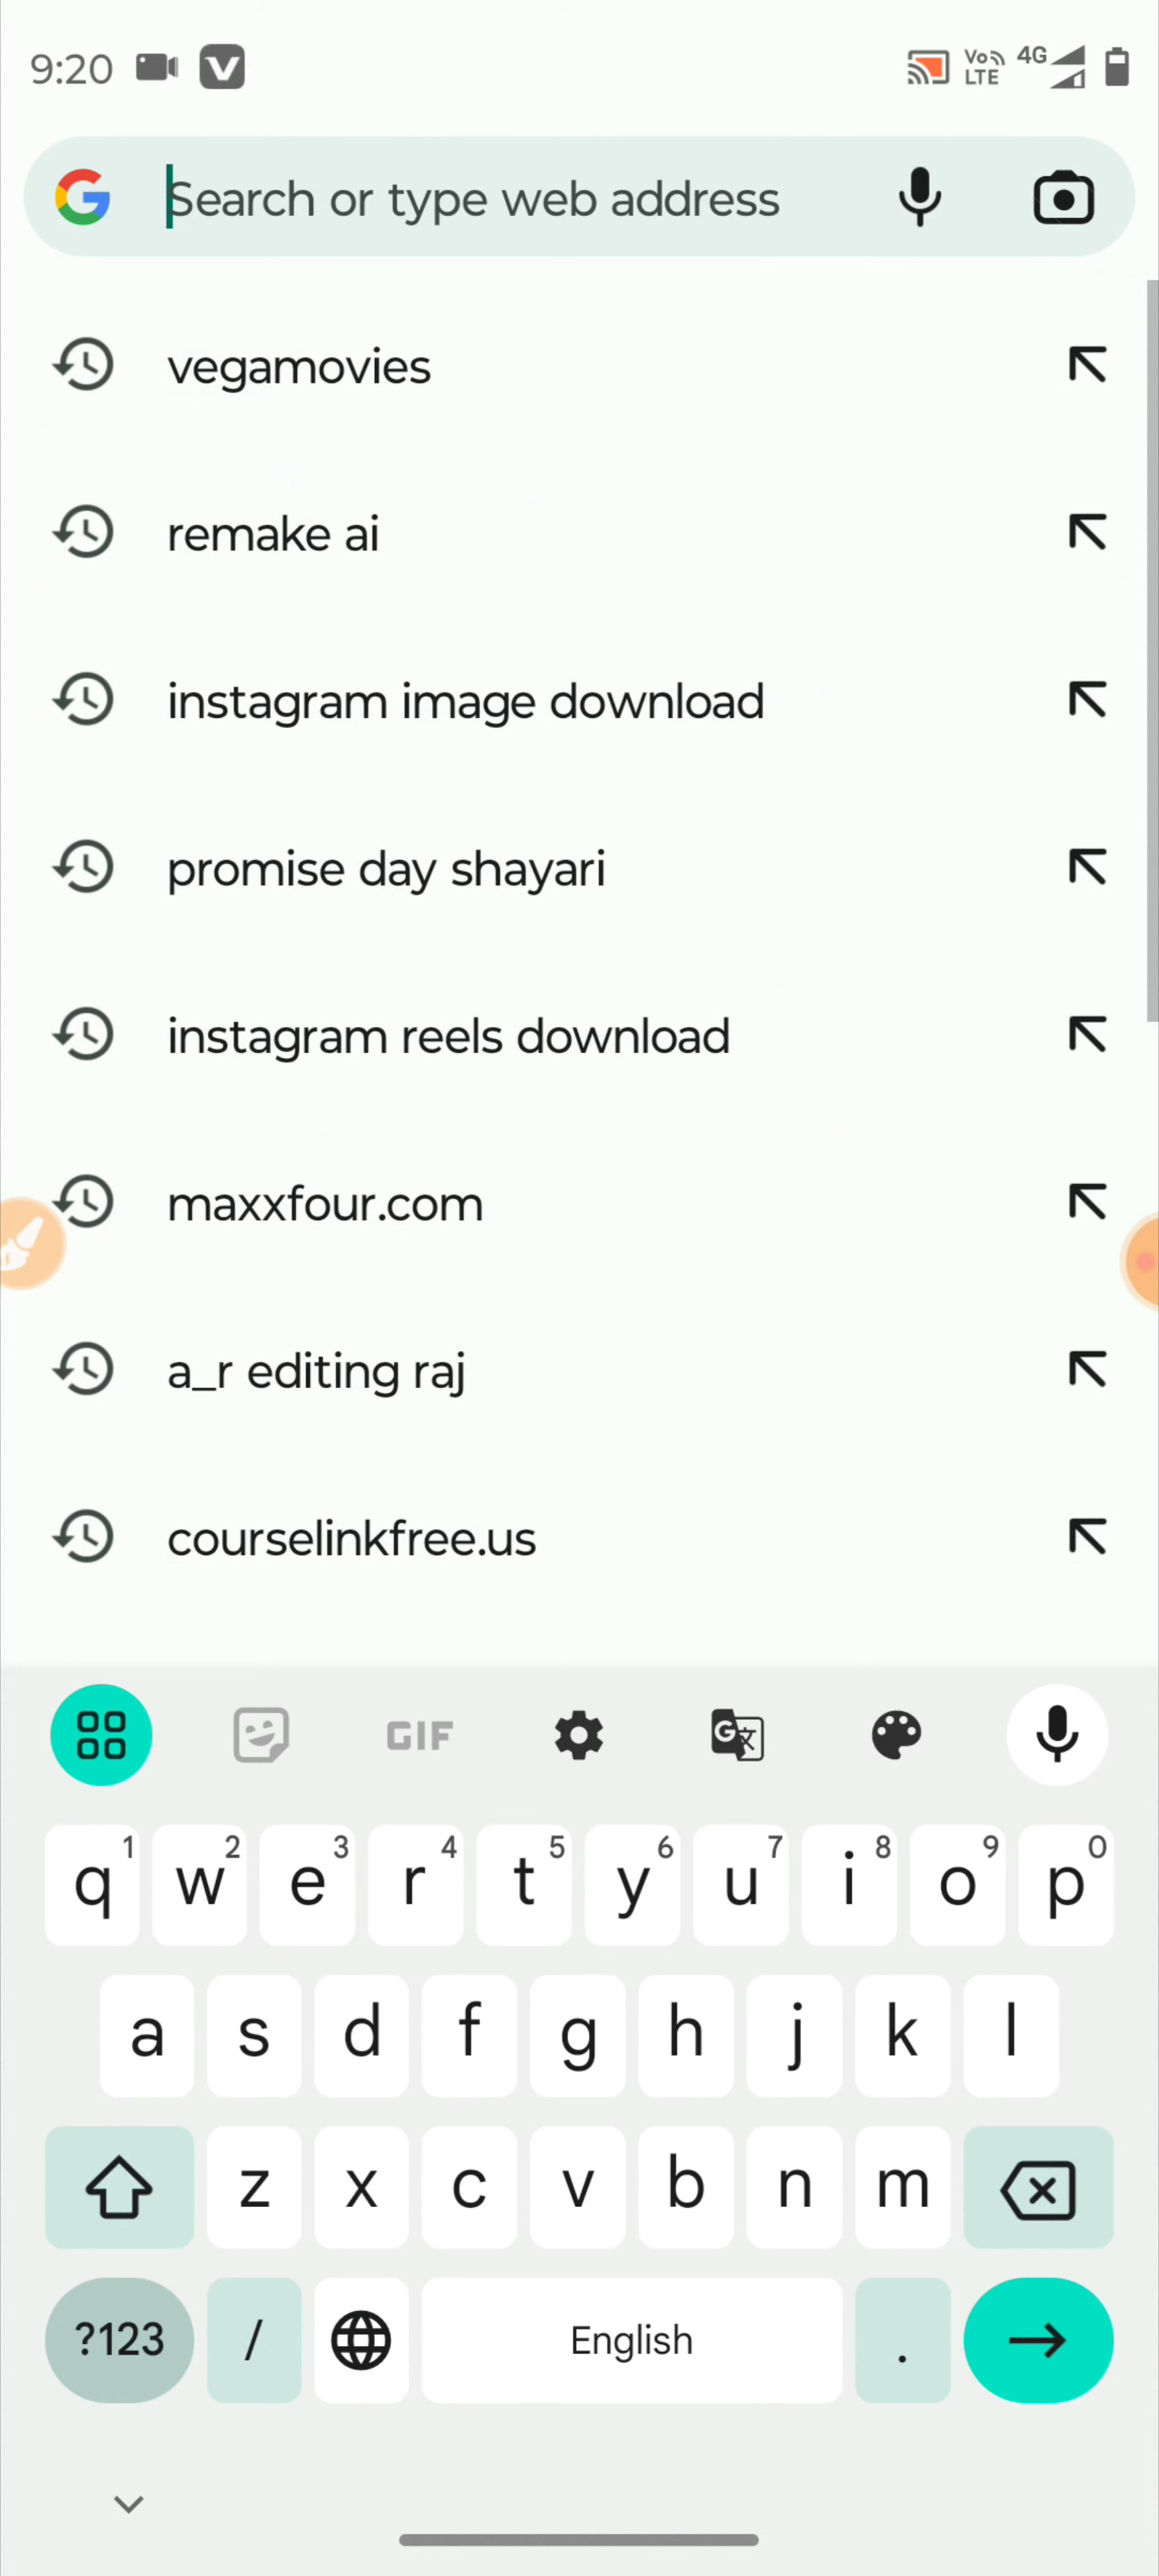 9:20 Vo LTE 4G
Search or type web address
vegamovies
remake ai
instagram image download
promise day shayari
instagram reels download
maxxfour.com
a_r editing raj
courselinkfree.us
GIF
q1 w2 e3 r4 t5 y6 u7 i8 o9 p0
a s d f g h j k l
z x c v b n m
?123 / English .